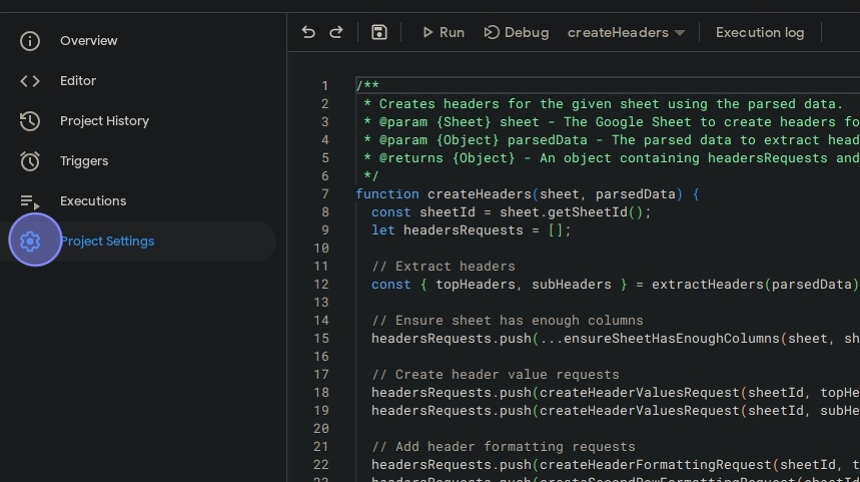 Overview
Editor
Project History
Triggers
Executions
Project Settings
Run Debug createHeaders Execution log
1 /**
2 * Creates headers for the given sheet using the parsed data.
3 * @param {Sheet} sheet - The Google Sheet to create headers fo
4 * @param {Object} parsedData - The parsed data to extract head
5 * @returns {Object} - An object containing headersRequests and
6 */
7 function createHeaders(sheet, parsedData) {
8 const sheetId = sheet.getSheetId();
9 let headersRequests = [];
10
11 // Extract headers
12 const { topHeaders, subHeaders } = extractHeaders(parsedData)
13
14 // Ensure sheet has enough columns
15 headersRequests.push(...ensureSheetHasEnoughColumns(sheet, sh
16
17 // Create header value requests
18 headersRequests.push(createHeaderValuesRequest(sheetId, topHe
19 headersRequests.push(createHeaderValuesRequest(sheetId, subHe
20
21 // Add header formatting requests
22 headersRequests.push(createHeaderFormattingRequest(sheetId, t
23 headersRequests.push(createSecondRowFormattingRequest(sheetId